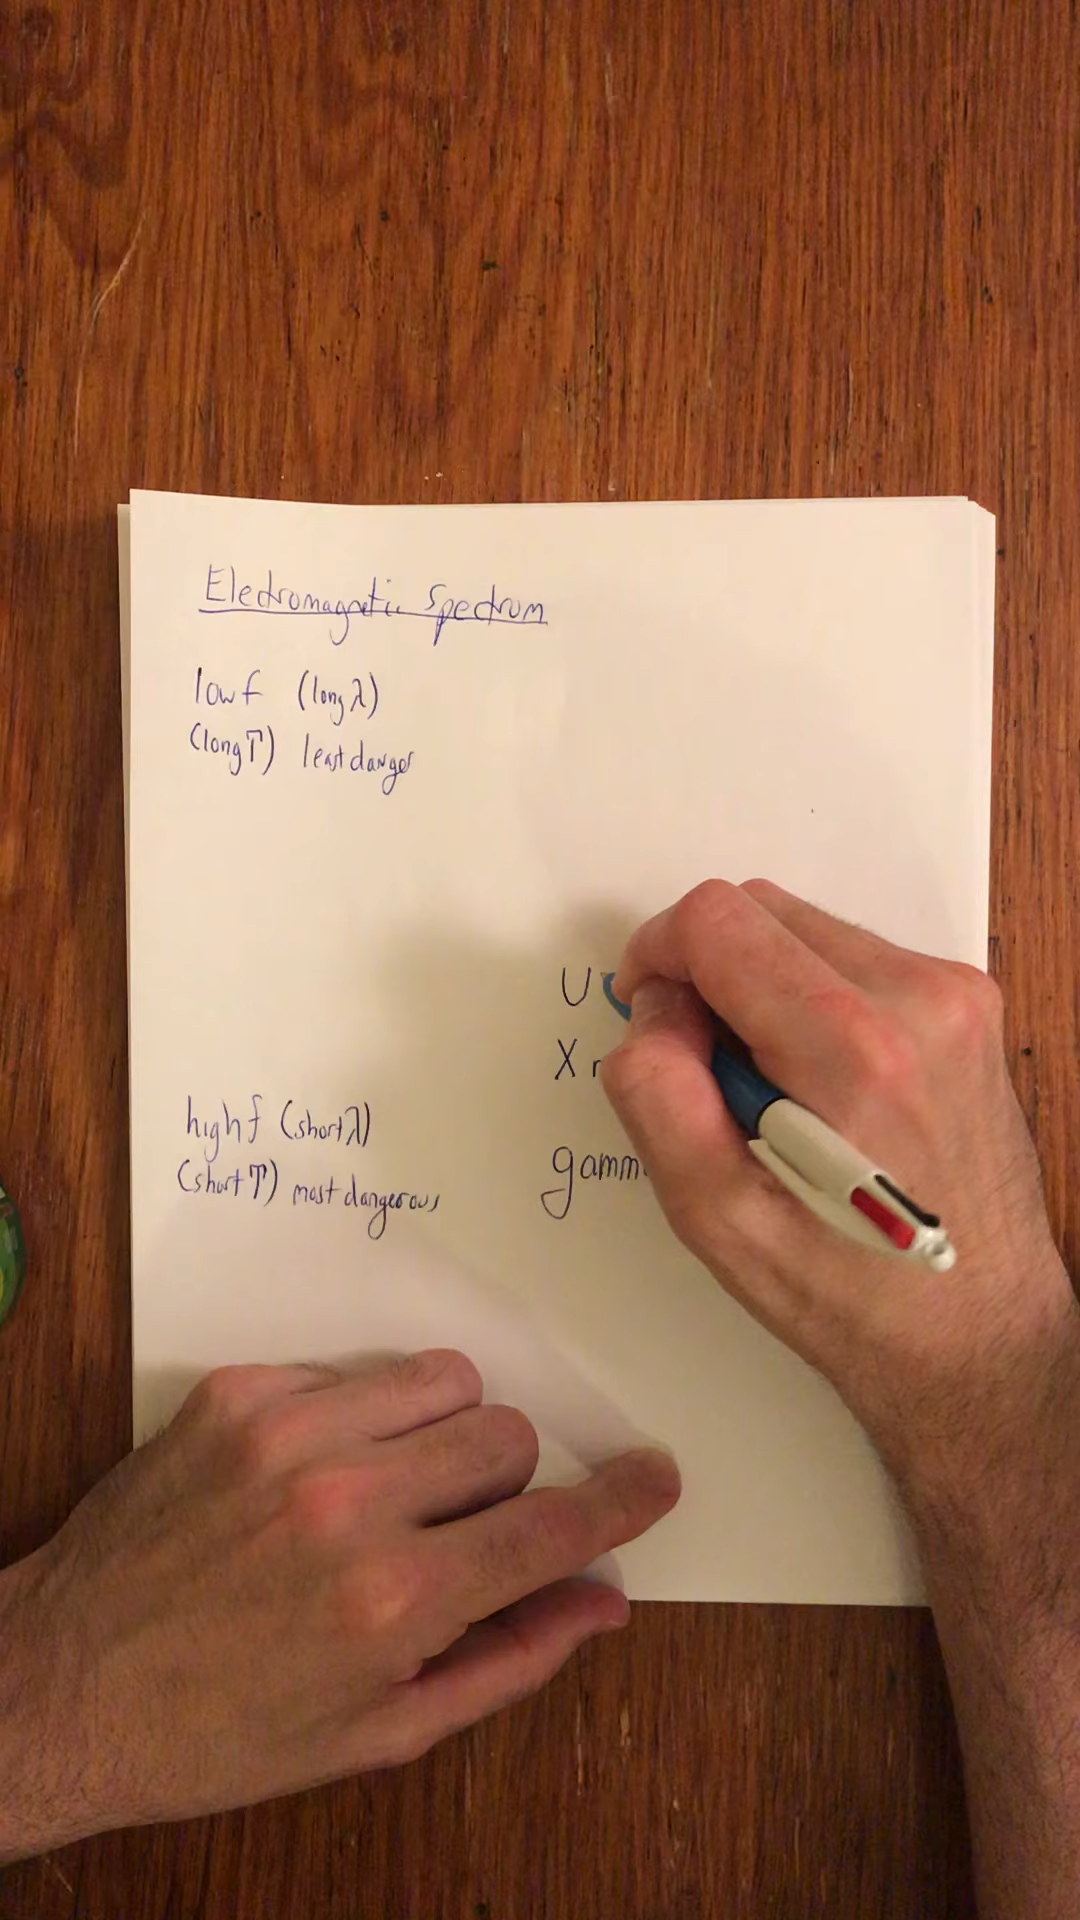 Electromagnetic Spectrum
low f (long λ)
(long T) least danger
U
X r
high f (short λ)
gamm
(short T) most dangerous